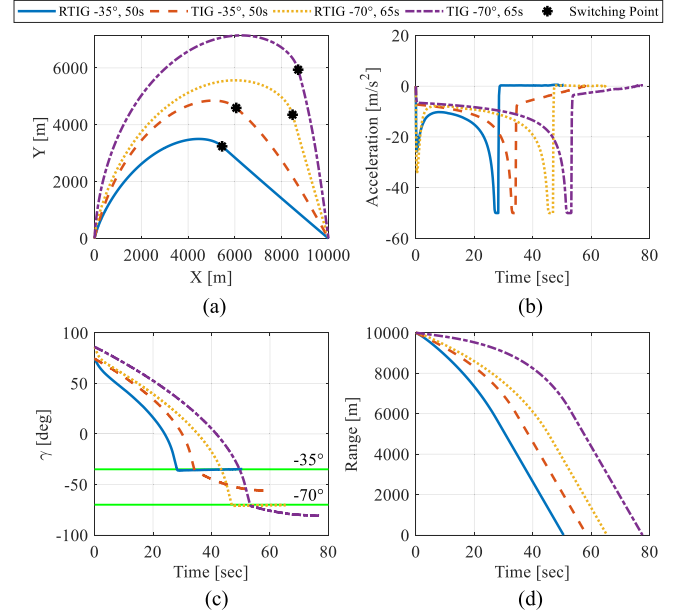 RTIG -35°, 50s TIG -35°, 50s RTIG -70°, 65s TIG -70°, 65s Switching Point
6000
4000
2000
0
0 2000 4000 6000 8000 10000
Y [m]
X [m]
(a)
20
0
-20
-40
-60
0 20 40 60 80
Acceleration [m/s²]
Time [sec]
(b)
100
50
0
-50
-100
0 20 40 60 80
-35°
-70°
γ [deg]
Time [sec]
(c)
10000
8000
6000
4000
2000
0
0 20 40 60 80
Range [m]
Time [sec]
(d)